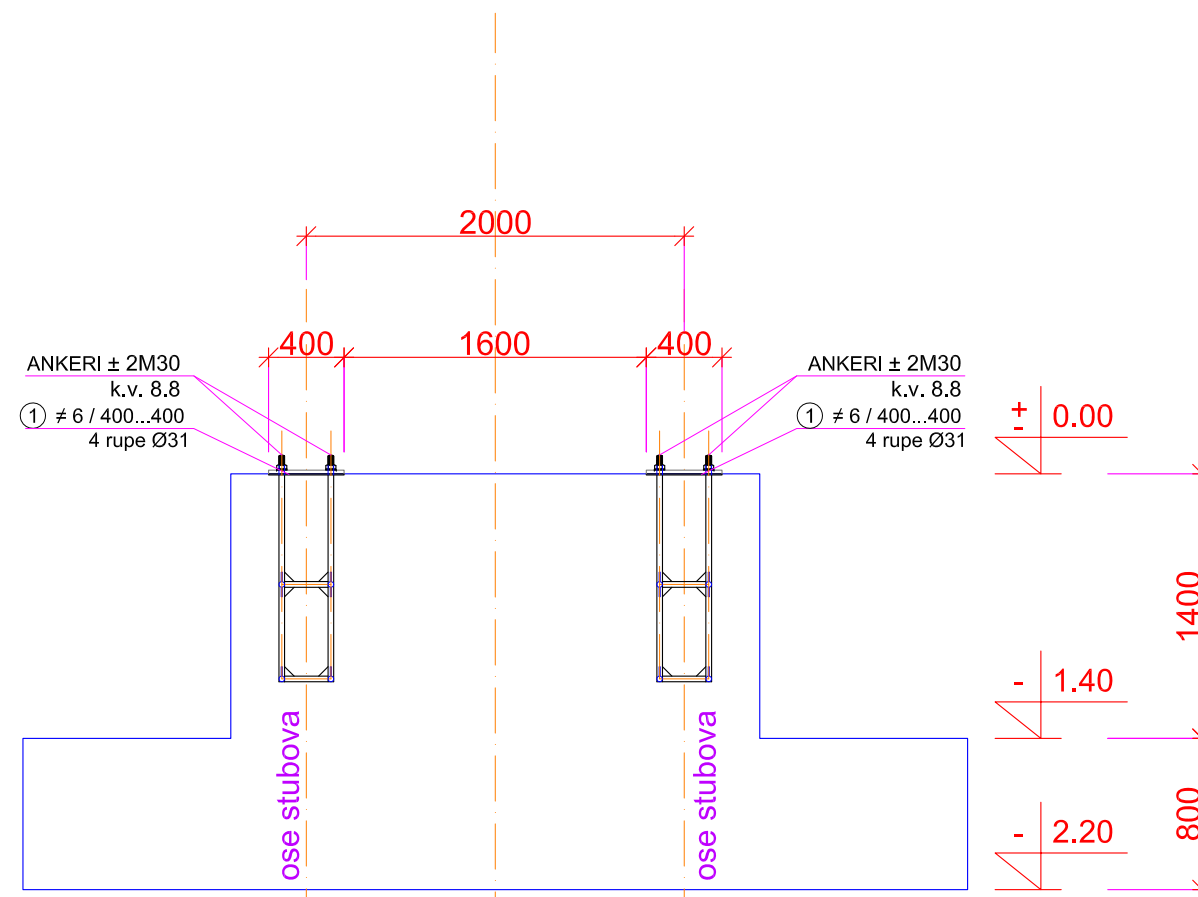 2000
400
1600
400
ANKERI ± 2M30
k.v. 8.8
1 ≠ 6 / 400...400
4 rupe Ø31
ANKERI ± 2M30
k.v. 8.8
1 ≠ 6 / 400...400
4 rupe Ø31
± 0.00
1400
- 1.40
ose stubova
ose stubova
800
- 2.20